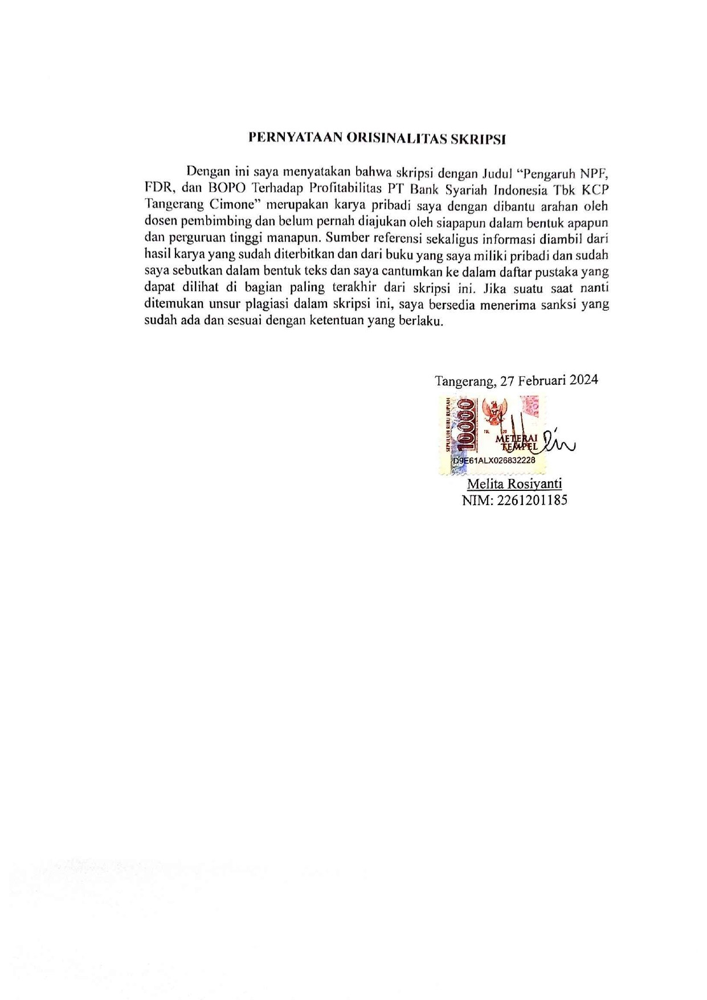 PERNYATAAN ORISINALITAS SKRIPSI
Dengan ini saya menyatakan bahwa skripsi dengan Judul “Pengaruh NPF,
FDR, dan BOPO Terhadap Profitabilitas PT Bank Syariah Indonesia Tbk KCP
Tangerang Cimone” merupakan karya pribadi saya dengan dibantu arahan oleh
dosen pembimbing dan belum pernah diajukan oleh siapapun dalam bentuk apapun
dan perguruan tinggi manapun. Sumber referensi sekaligus informasi diambil dari
hasil karya yang sudah diterbitkan dan dari buku yang saya miliki pribadi dan sudah
saya sebutkan dalam bentuk teks dan saya cantumkan ke dalam daftar pustaka yang
dapat dilihat di bagian paling terakhir dari skripsi ini. Jika suatu saat nanti
ditemukan unsur plagiasi dalam skripsi ini, saya bersedia menerima sanksi yang
sudah ada dan sesuai dengan ketentuan yang berlaku.
Tangerang, 27 Februari 2024
SEPULUH RIBU RUPIAH
10000
METERAI
TEMPEL
D9E61ALX026832228
Melita Rosiyanti
NIM: 2261201185